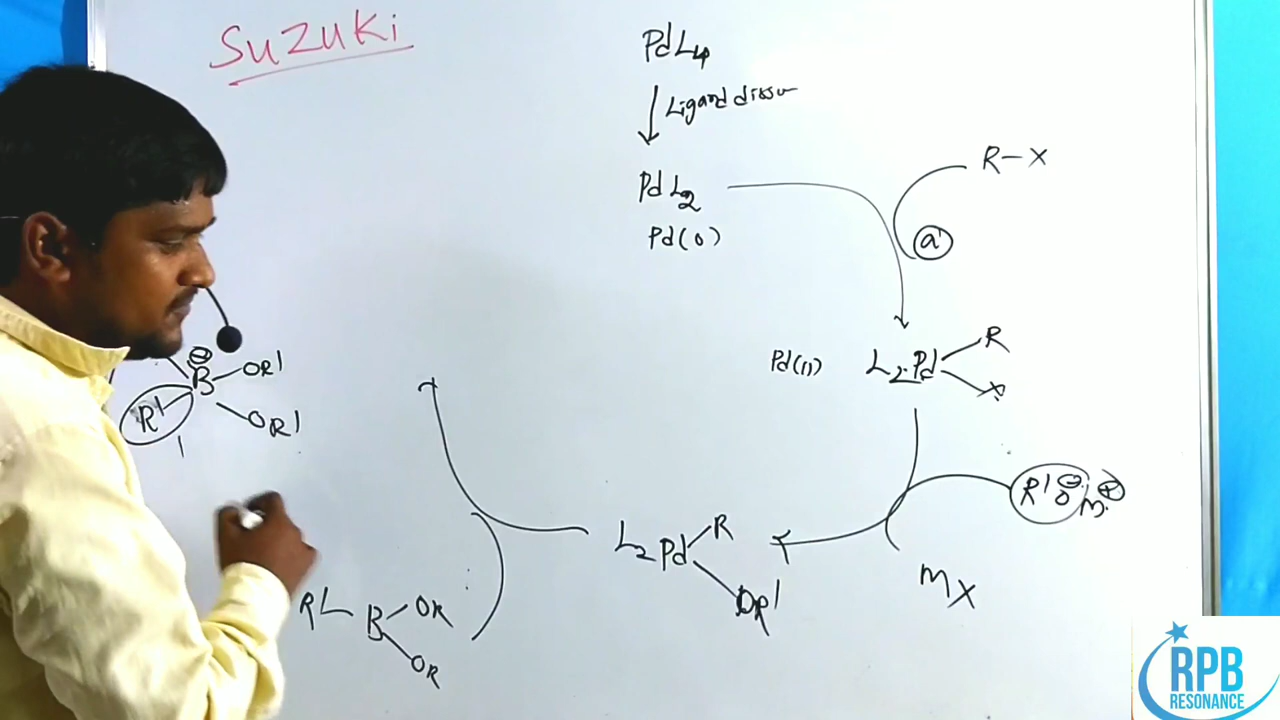 Suzuki
PdL4
Ligand disso
R-X
PdL2
Pd(0)
a
Pd(II)
L2Pd
R
X
⊖
B
OR'
R'
OR'
R'O⊖ M⊕
L2Pd
R
OR'
MX
R'
B
OR
OR
RPB
RESONANCE